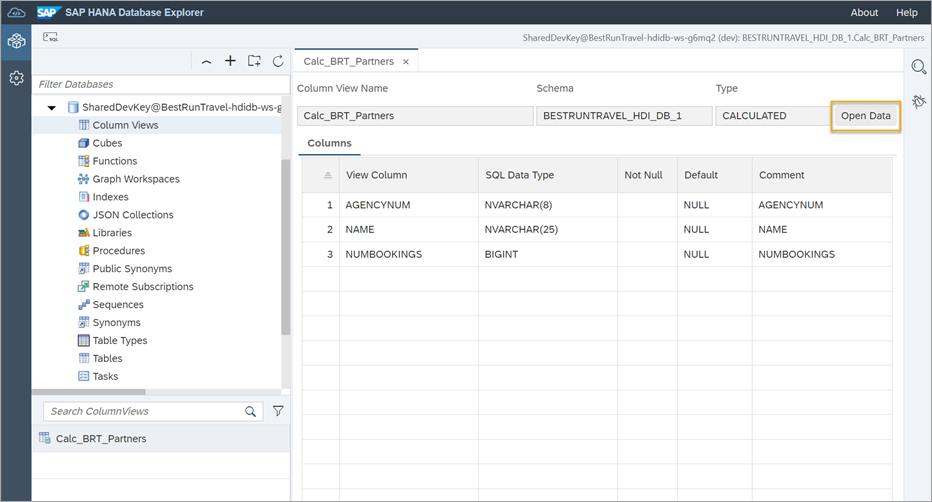 SAP SAP HANA Database Explorer
About Help
SQL
SharedDevKey@BestRunTravel-hdidb-ws-g6mq2 (dev): BESTRUNTRAVEL_HDI_DB_1.Calc_BRT_Partners
Filter Databases
SharedDevKey@BestRunTravel-hdidb-ws-g
Column Views
Cubes
Functions
Graph Workspaces
Indexes
JSON Collections
Libraries
Procedures
Public Synonyms
Remote Subscriptions
Sequences
Synonyms
Table Types
Tables
Tasks
Search ColumnViews
Calc_BRT_Partners
Calc_BRT_Partners ×
Column View Name Schema Type
Calc_BRT_Partners BESTRUNTRAVEL_HDI_DB_1 CALCULATED Open Data
Columns
View Column SQL Data Type Not Null Default Comment
1 AGENCYNUM NVARCHAR(8) NULL AGENCYNUM
2 NAME NVARCHAR(25) NULL NAME
3 NUMBOOKINGS BIGINT NULL NUMBOOKINGS